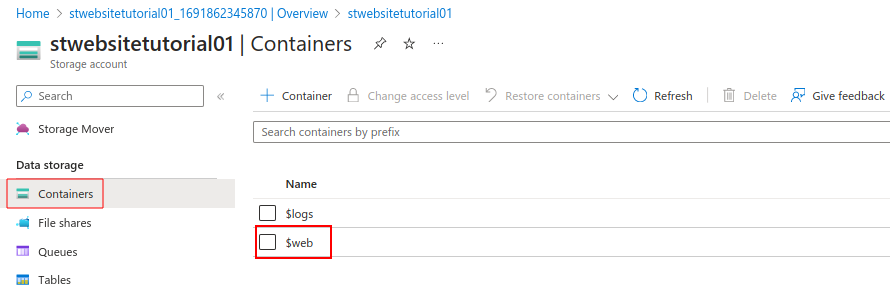 Home > stwebsitetutorial01_1691862345870 | Overview > stwebsitetutorial01
stwebsitetutorial01 | Containers
Storage account
Search
Storage Mover
Data storage
Containers
File shares
Queues
Tables
+ Container Change access level Restore containers Refresh Delete Give feedback
Search containers by prefix
Name
$logs
$web